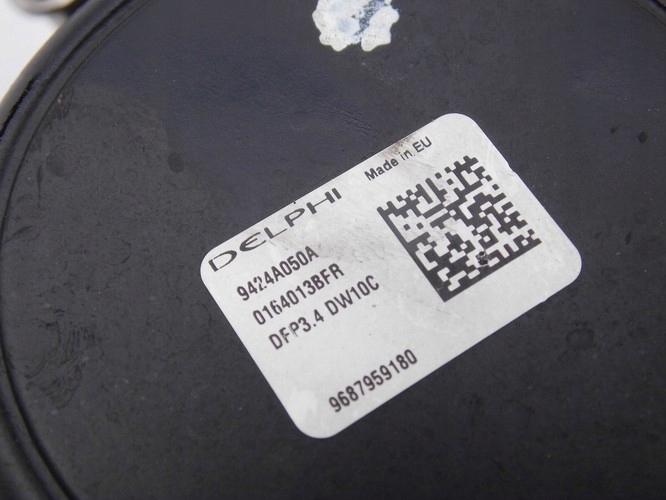 DELPHI
Made in EU
9424A050A
0164013BFR
DFP3.4 DW10C
9687959180